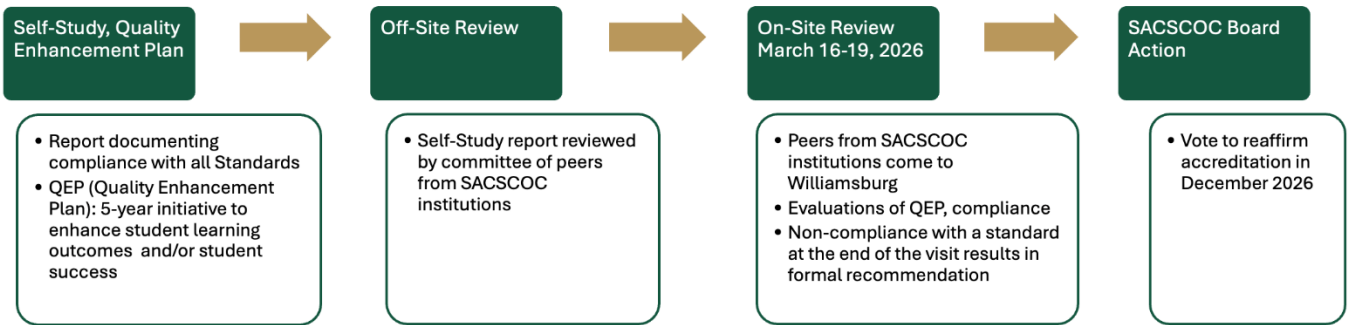 Self-Study, Quality
Enhancement Plan
• Report documenting
compliance with all Standards
• QEP (Quality Enhancement
Plan): 5-year initiative to
enhance student learning
outcomes and/or student
success
Off-Site Review
• Self-Study report reviewed
by committee of peers
from SACSCOC
institutions
On-Site Review
March 16-19, 2026
• Peers from SACSCOC
institutions come to
Williamsburg
• Evaluations of QEP, compliance
• Non-compliance with a standard
at the end of the visit results in
formal recommendation
SACSCOC Board
Action
• Vote to reaffirm
accreditation in
December 2026